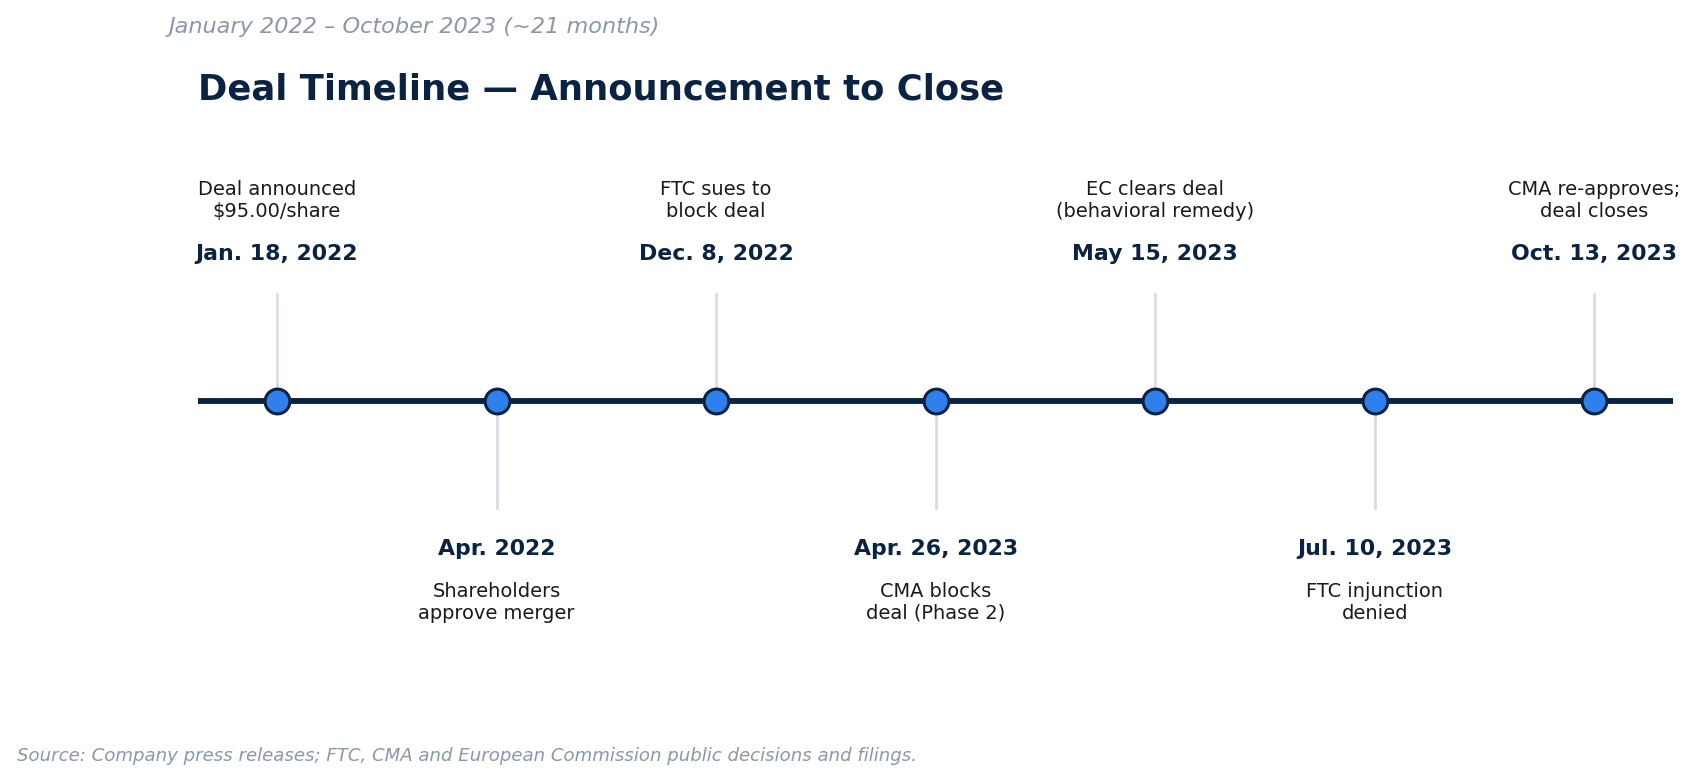 January 2022 – October 2023 (~21 months)
Deal Timeline — Announcement to Close
Deal announced
$95.00/share
Jan. 18, 2022
FTC sues to
block deal
Dec. 8, 2022
EC clears deal
(behavioral remedy)
May 15, 2023
CMA re-approves;
deal closes
Oct. 13, 2023
Apr. 2022
Shareholders
approve merger
Apr. 26, 2023
CMA blocks
deal (Phase 2)
Jul. 10, 2023
FTC injunction
denied
Source: Company press releases; FTC, CMA and European Commission public decisions and filings.